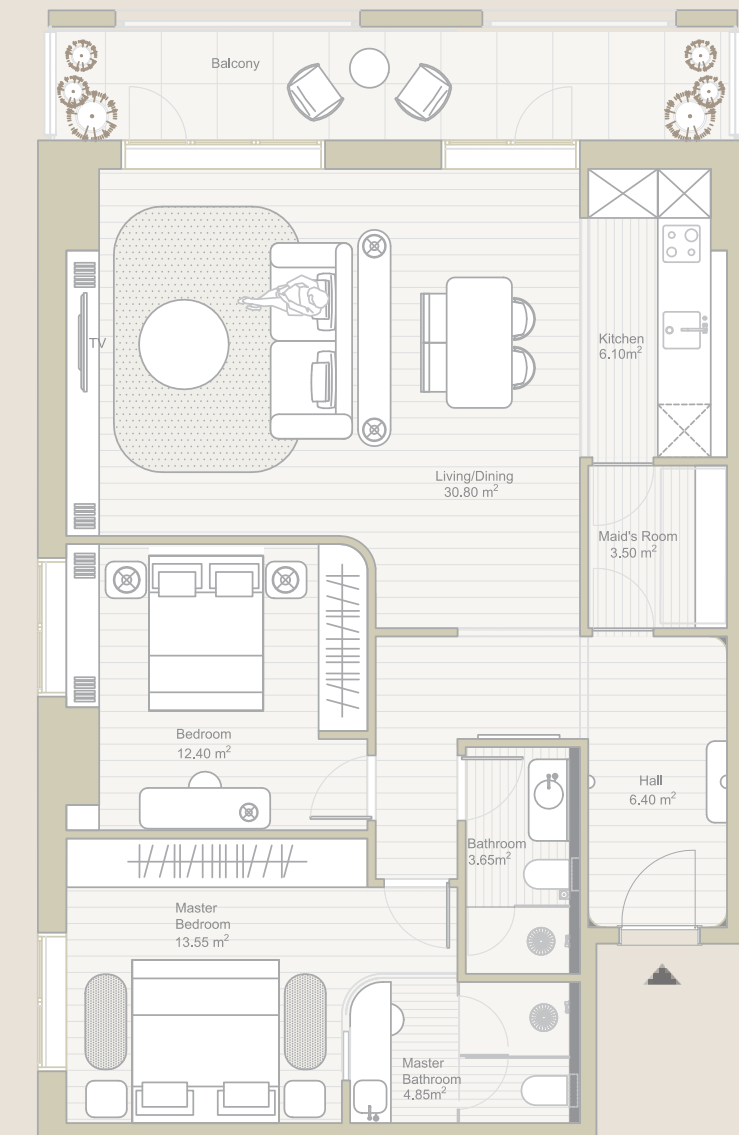 Balcony
TV
Kitchen
6.10m²
Living/Dining
30.80 m²
Maid's Room
3.50 m²
Bedroom
12.40 m²
Hall
6.40 m²
Bathroom
3.65m²
Master
Bedroom
13.55 m²
Master
Bathroom
4.85m²